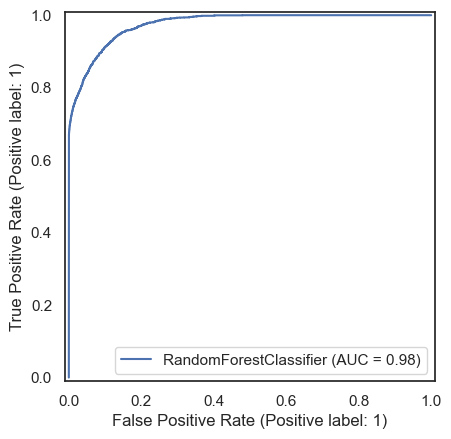 True Positive Rate (Positive label: 1)
1.0
0.8
0.6
0.4
0.2
0.0
RandomForestClassifier (AUC = 0.98)
0.0 0.2 0.4 0.6 0.8 1.0
False Positive Rate (Positive label: 1)